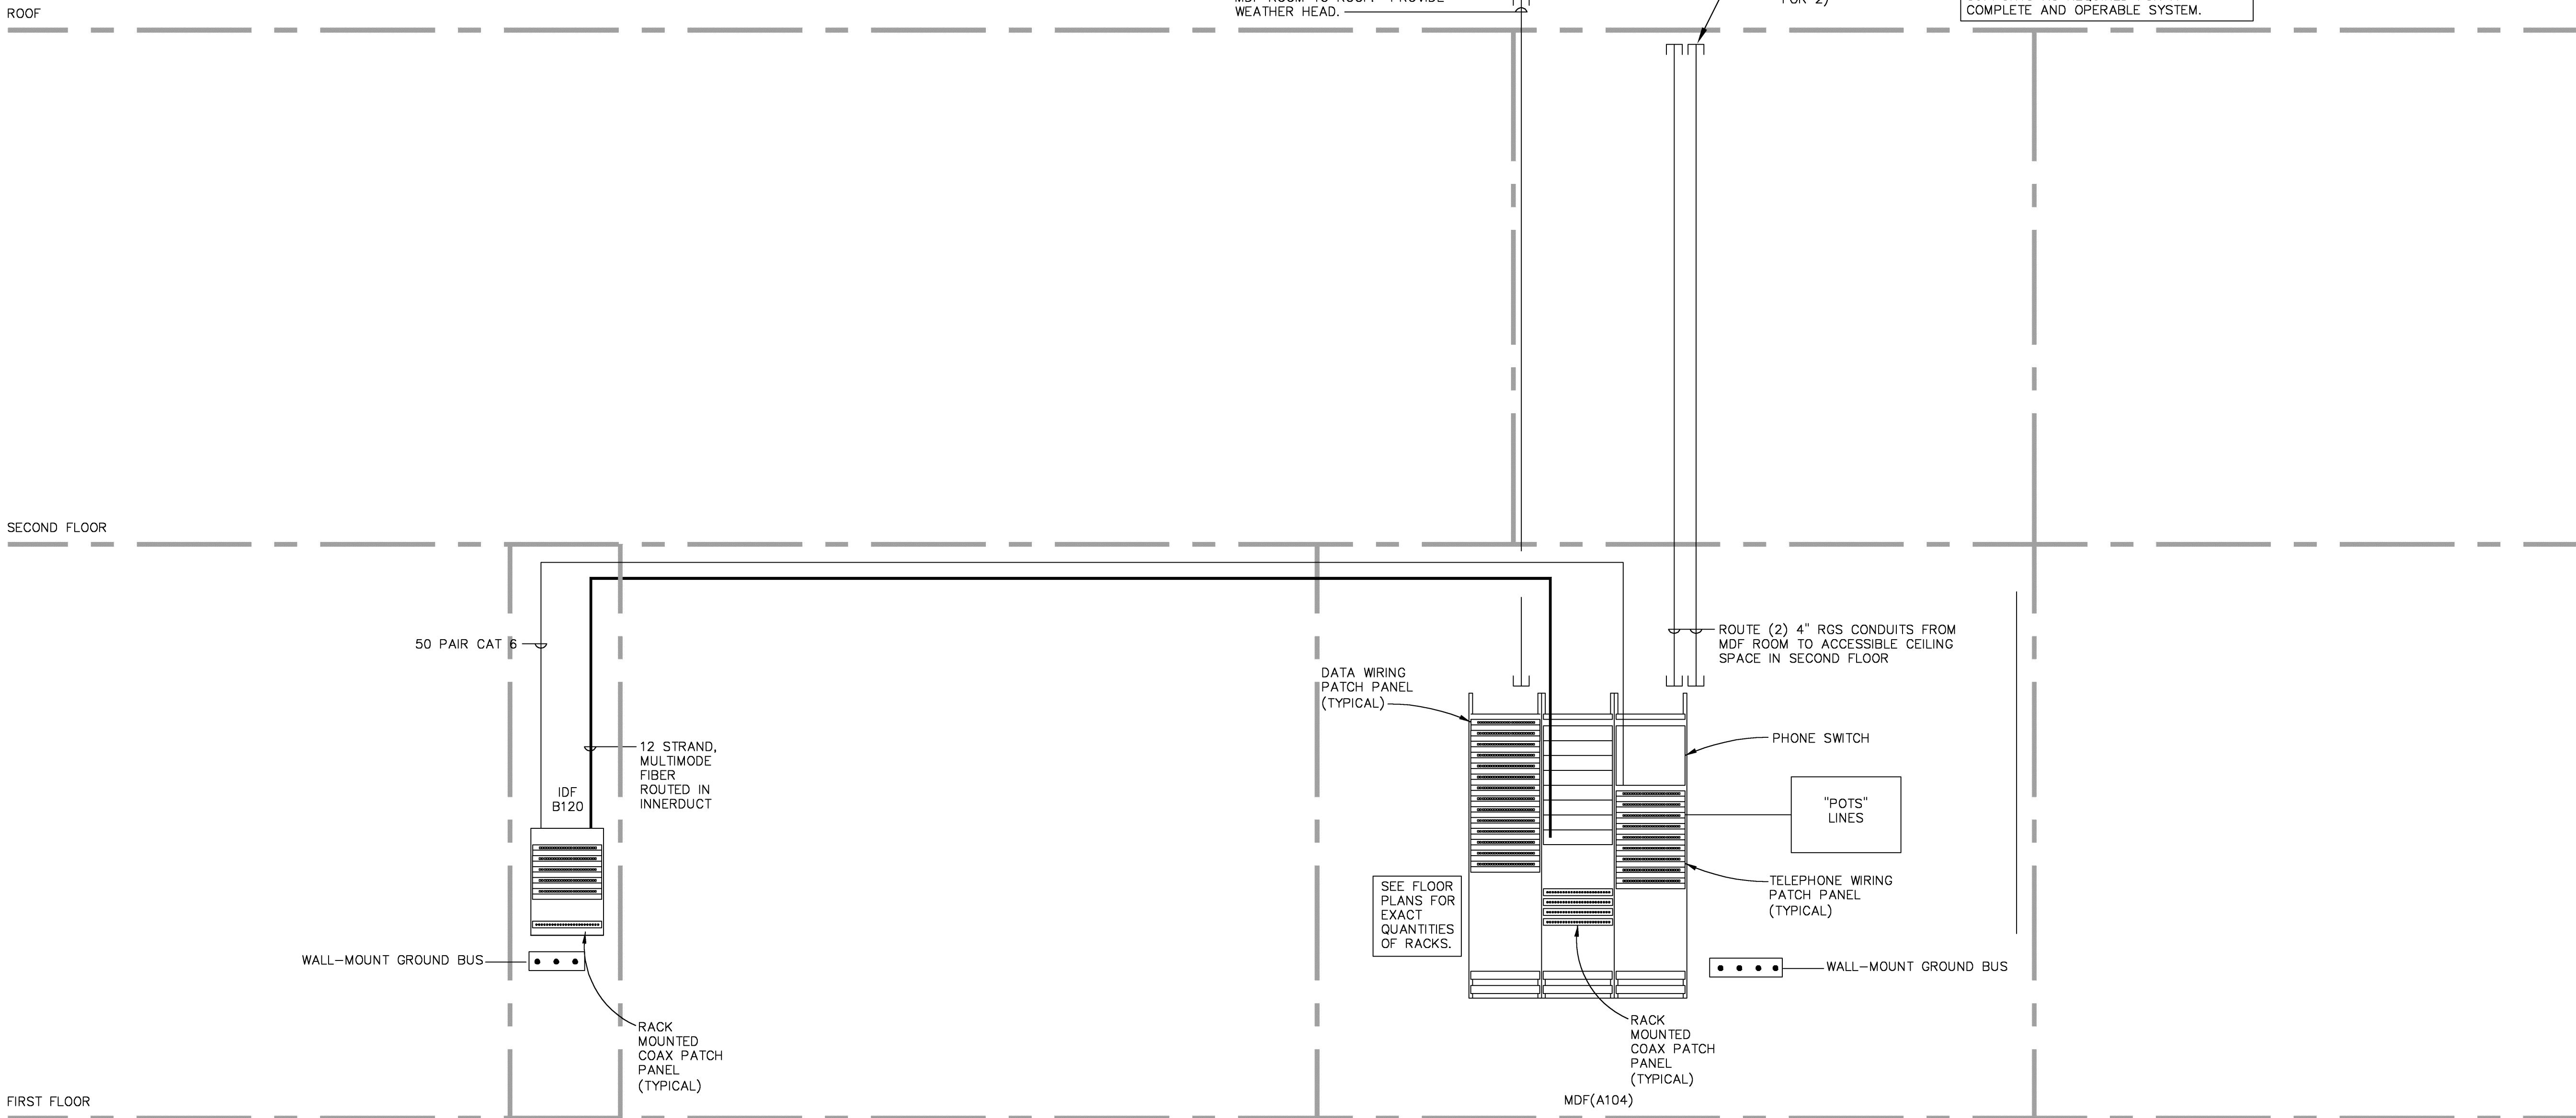 ROOF
WEATHER HEAD.
COMPLETE AND OPERABLE SYSTEM.
SECOND FLOOR
50 PAIR CAT 6
12 STRAND,
MULTIMODE
FIBER
ROUTED IN
INNERDUCT
IDF
B120
WALL-MOUNT GROUND BUS
RACK
MOUNTED
COAX PATCH
PANEL
(TYPICAL)
DATA WIRING
PATCH PANEL
(TYPICAL)
ROUTE (2) 4" RGS CONDUITS FROM
MDF ROOM TO ACCESSIBLE CEILING
SPACE IN SECOND FLOOR
PHONE SWITCH
"POTS"
LINES
TELEPHONE WIRING
PATCH PANEL
(TYPICAL)
SEE FLOOR
PLANS FOR
EXACT
QUANTITIES
OF RACKS.
WALL-MOUNT GROUND BUS
RACK
MOUNTED
COAX PATCH
PANEL
(TYPICAL)
MDF(A104)
FIRST FLOOR